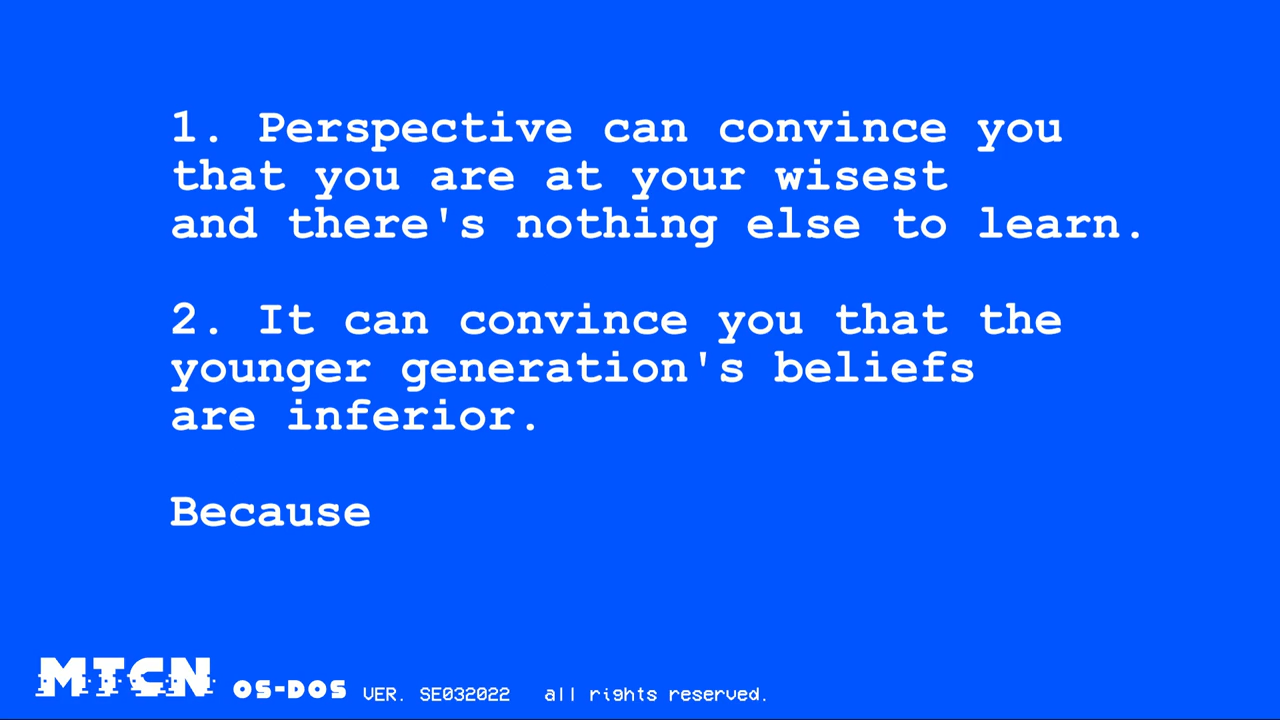 1. Perspective can convince you
that you are at your wisest
and there's nothing else to learn.
2. It can convince you that the
younger generation's beliefs
are inferior.
Because
MTCN OS-DOS VER. SE032022 all rights reserved.